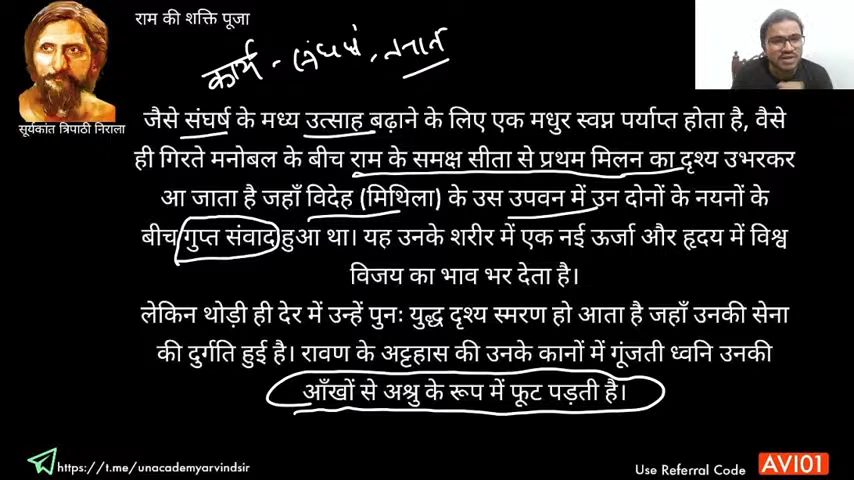 राम की शक्ति पूजा
कार्य - संघर्ष, तनाव
सूर्यकांत त्रिपाठी निराला
जैसे संघर्ष के मध्य उत्साह बढ़ाने के लिए एक मधुर स्वप्न पर्याप्त होता है, वैसे
ही गिरते मनोबल के बीच राम के समक्ष सीता से प्रथम मिलन का दृश्य उभरकर
आ जाता है जहाँ विदेह (मिथिला) के उस उपवन में उन दोनों के नयनों के
बीच गुप्त संवाद हुआ था। यह उनके शरीर में एक नई ऊर्जा और हृदय में विश्व
विजय का भाव भर देता है।
लेकिन थोड़ी ही देर में उन्हें पुनः युद्ध दृश्य स्मरण हो आता है जहाँ उनकी सेना
की दुर्गति हुई है। रावण के अट्टहास की उनके कानों में गूंजती ध्वनि उनकी
आँखों से अश्रु के रूप में फूट पड़ती है।
https://t.me/unacademyarvindsir
Use Referral Code AVI01